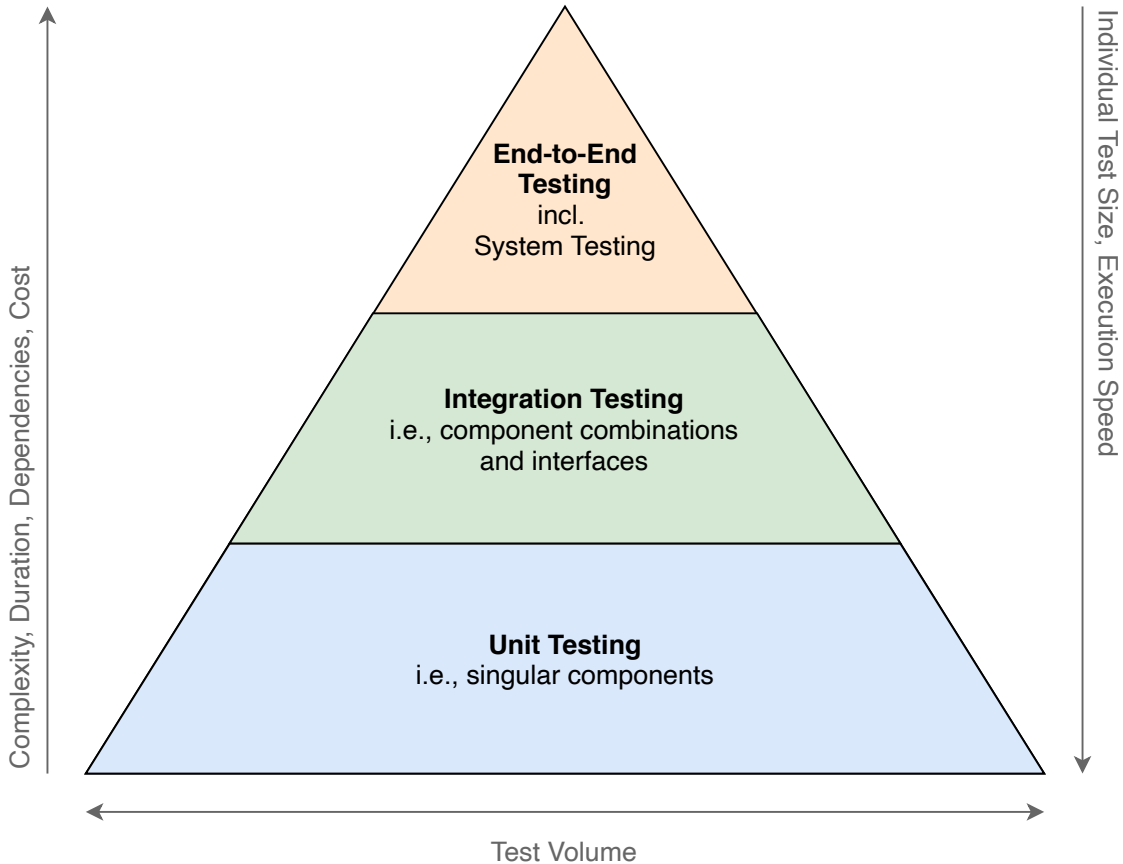 End-to-End
Testing
incl.
System Testing
Integration Testing
i.e., component combinations
and interfaces
Unit Testing
i.e., singular components
Complexity, Duration, Dependencies, Cost
Individual Test Size, Execution Speed
Test Volume